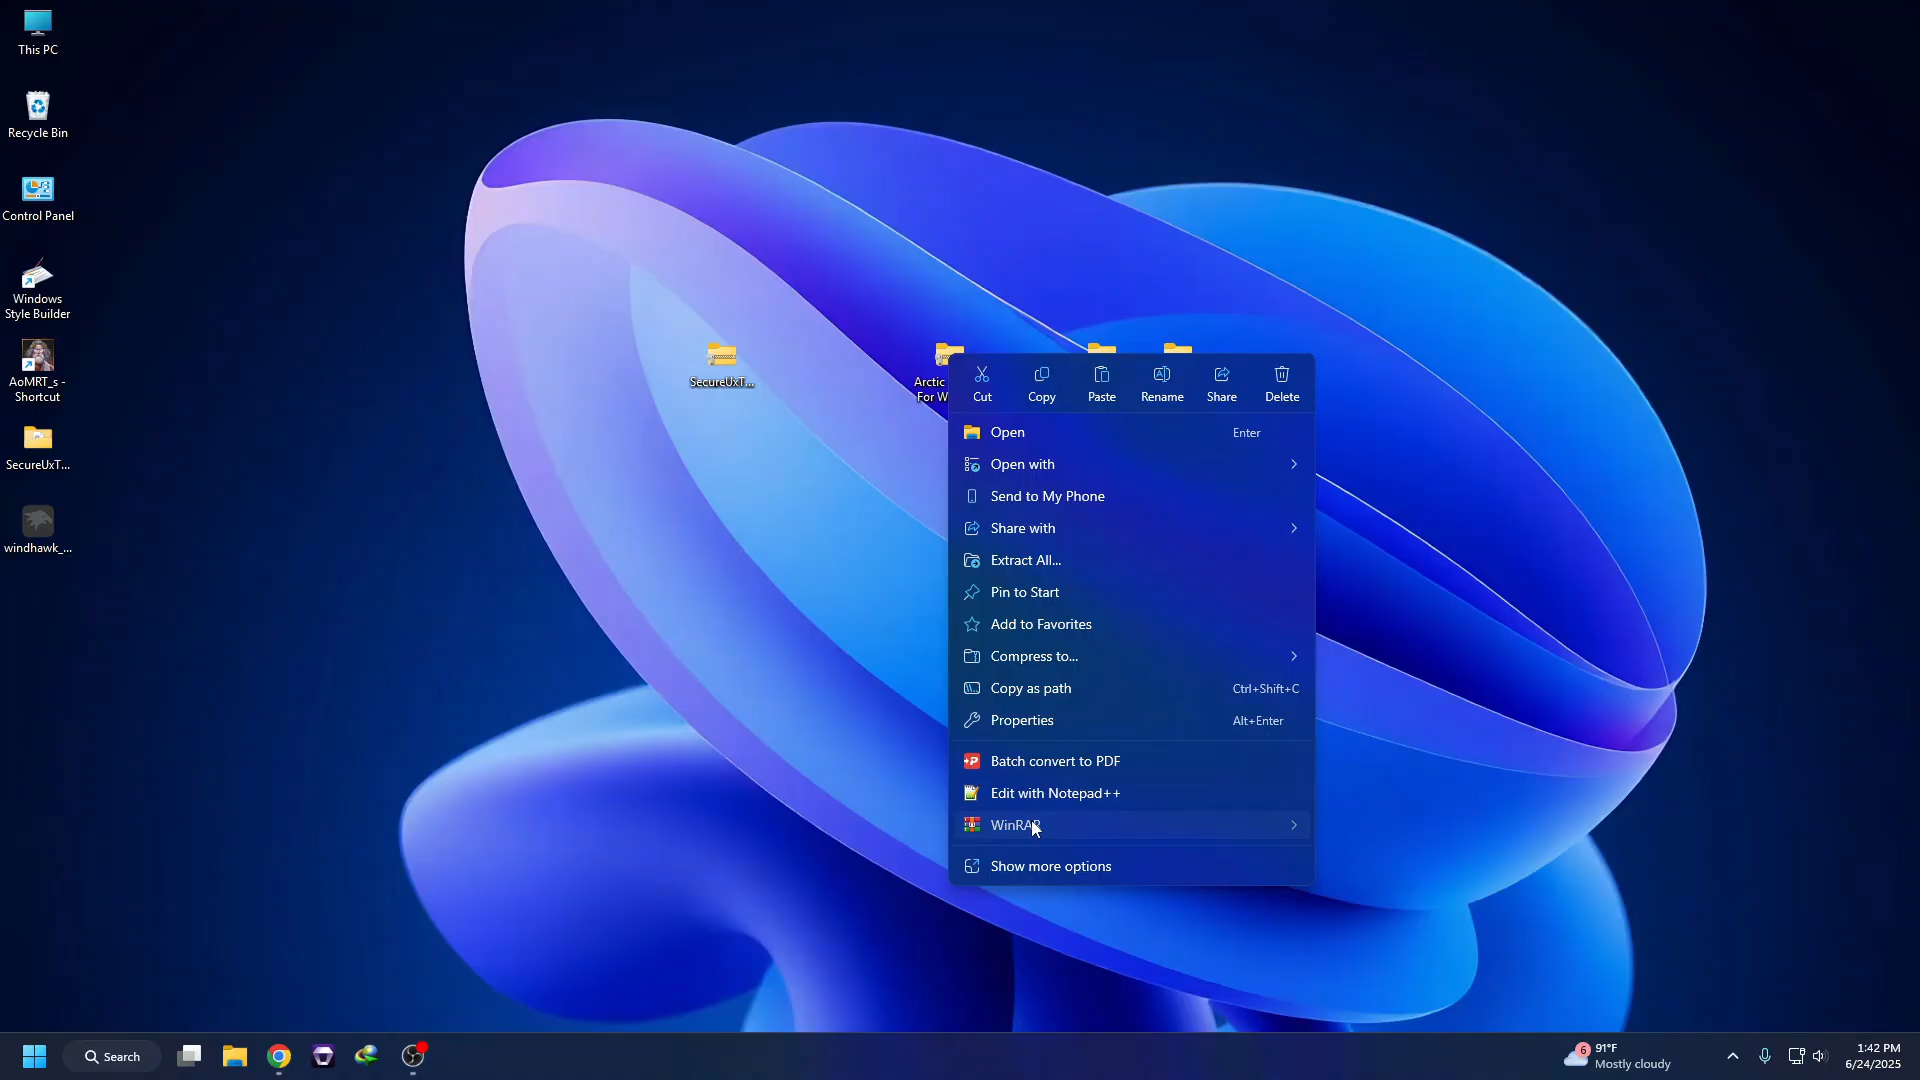 This PC
Recycle Bin
Control Panel
Windows
Style Builder
AoMRT_s -
Shortcut
SecureUxT...
windhawk_...
SecureUxT...
Arctic
For W
Cut
Copy
Paste
Rename
Share
Delete
Open Enter
Open with
Send to My Phone
Share with
Extract All...
Pin to Start
Add to Favorites
Compress to...
Copy as path Ctrl+Shift+C
Properties Alt+Enter
Batch convert to PDF
Edit with Notepad++
WinRAR
Show more options
Search
6
91°F
Mostly cloudy
1:42 PM
6/24/2025